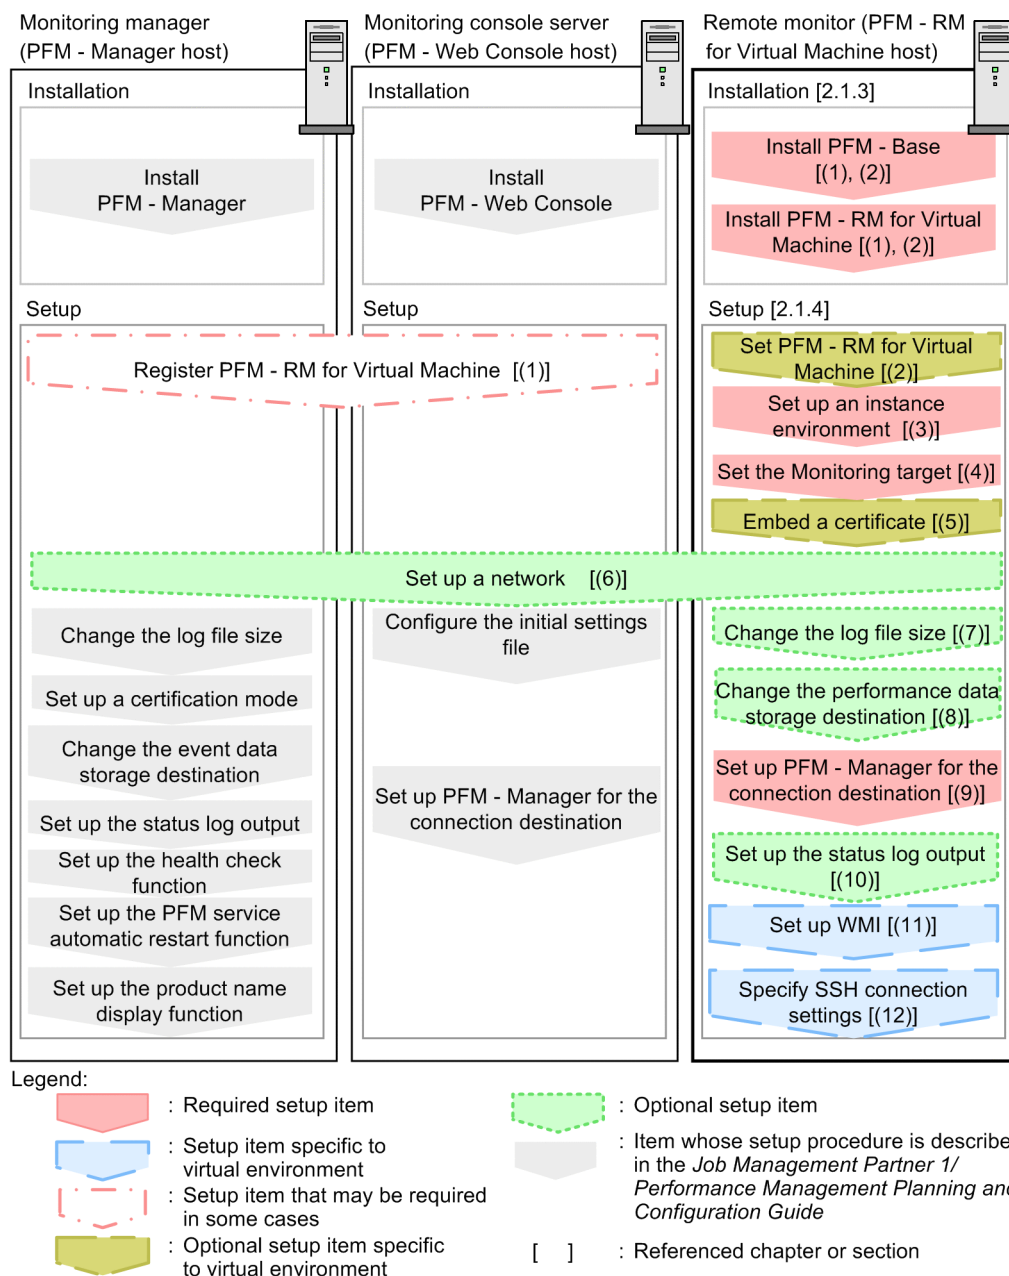 Monitoring manager
(PFM - Manager host)
Monitoring console server
(PFM - Web Console host)
Remote monitor (PFM - RM
for Virtual Machine host)
Installation
Install
PFM - Manager
Installation
Install
PFM - Web Console
Installation [2.1.3]
Install PFM - Base
[(1), (2)]
Install PFM - RM for Virtual
Machine [(1), (2)]
Setup
Setup
Setup [2.1.4]
Register PFM - RM for Virtual Machine [(1)]
Set PFM - RM for Virtual
Machine [(2)]
Set up an instance
environment [(3)]
Set the Monitoring target [(4)]
Embed a certificate [(5)]
Set up a network [(6)]
Change the log file size
Set up a certification mode
Change the event data
storage destination
Set up the status log output
Set up the health check
function
Set up the PFM service
automatic restart function
Set up the product name
display function
Configure the initial settings
file
Set up PFM - Manager for the
connection destination
Change the log file size [(7)]
Change the performance data
storage destination [(8)]
Set up PFM - Manager for the
connection destination [(9)]
Set up the status log output
[(10)]
Set up WMI [(11)]
Specify SSH connection
settings [(12)]
Legend:
: Required setup item
: Setup item specific to
virtual environment
: Setup item that may be required
in some cases
: Optional setup item specific
to virtual environment
: Optional setup item
: Item whose setup procedure is describe
in the Job Management Partner 1/
Performance Management Planning and
Configuration Guide
[ ] : Referenced chapter or section